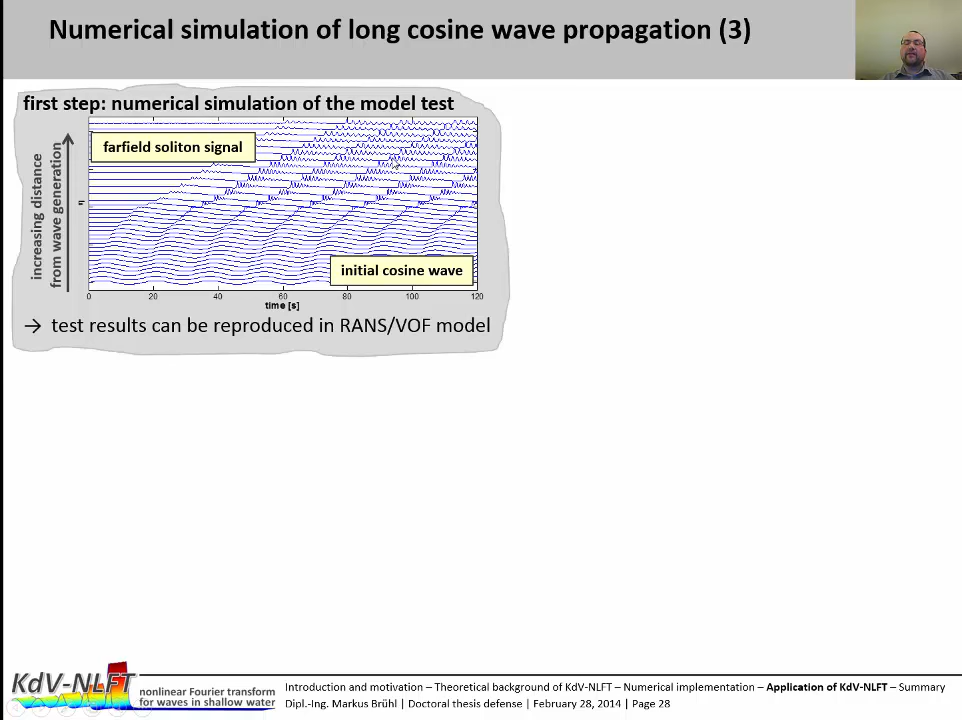 Numerical simulation of long cosine wave propagation (3)
first step: numerical simulation of the model test
increasing distance
from wave generation
farfield soliton signal
initial cosine wave
η
0 20 40 60 80 100 120
time [s]
→ test results can be reproduced in RANS/VOF model
KdV-NLFT
nonlinear Fourier transform
for waves in shallow water
Introduction and motivation – Theoretical background of KdV-NLFT – Numerical implementation – Application of KdV-NLFT – Summary
Dipl.-Ing. Markus Brühl | Doctoral thesis defense | February 28, 2014 | Page 28